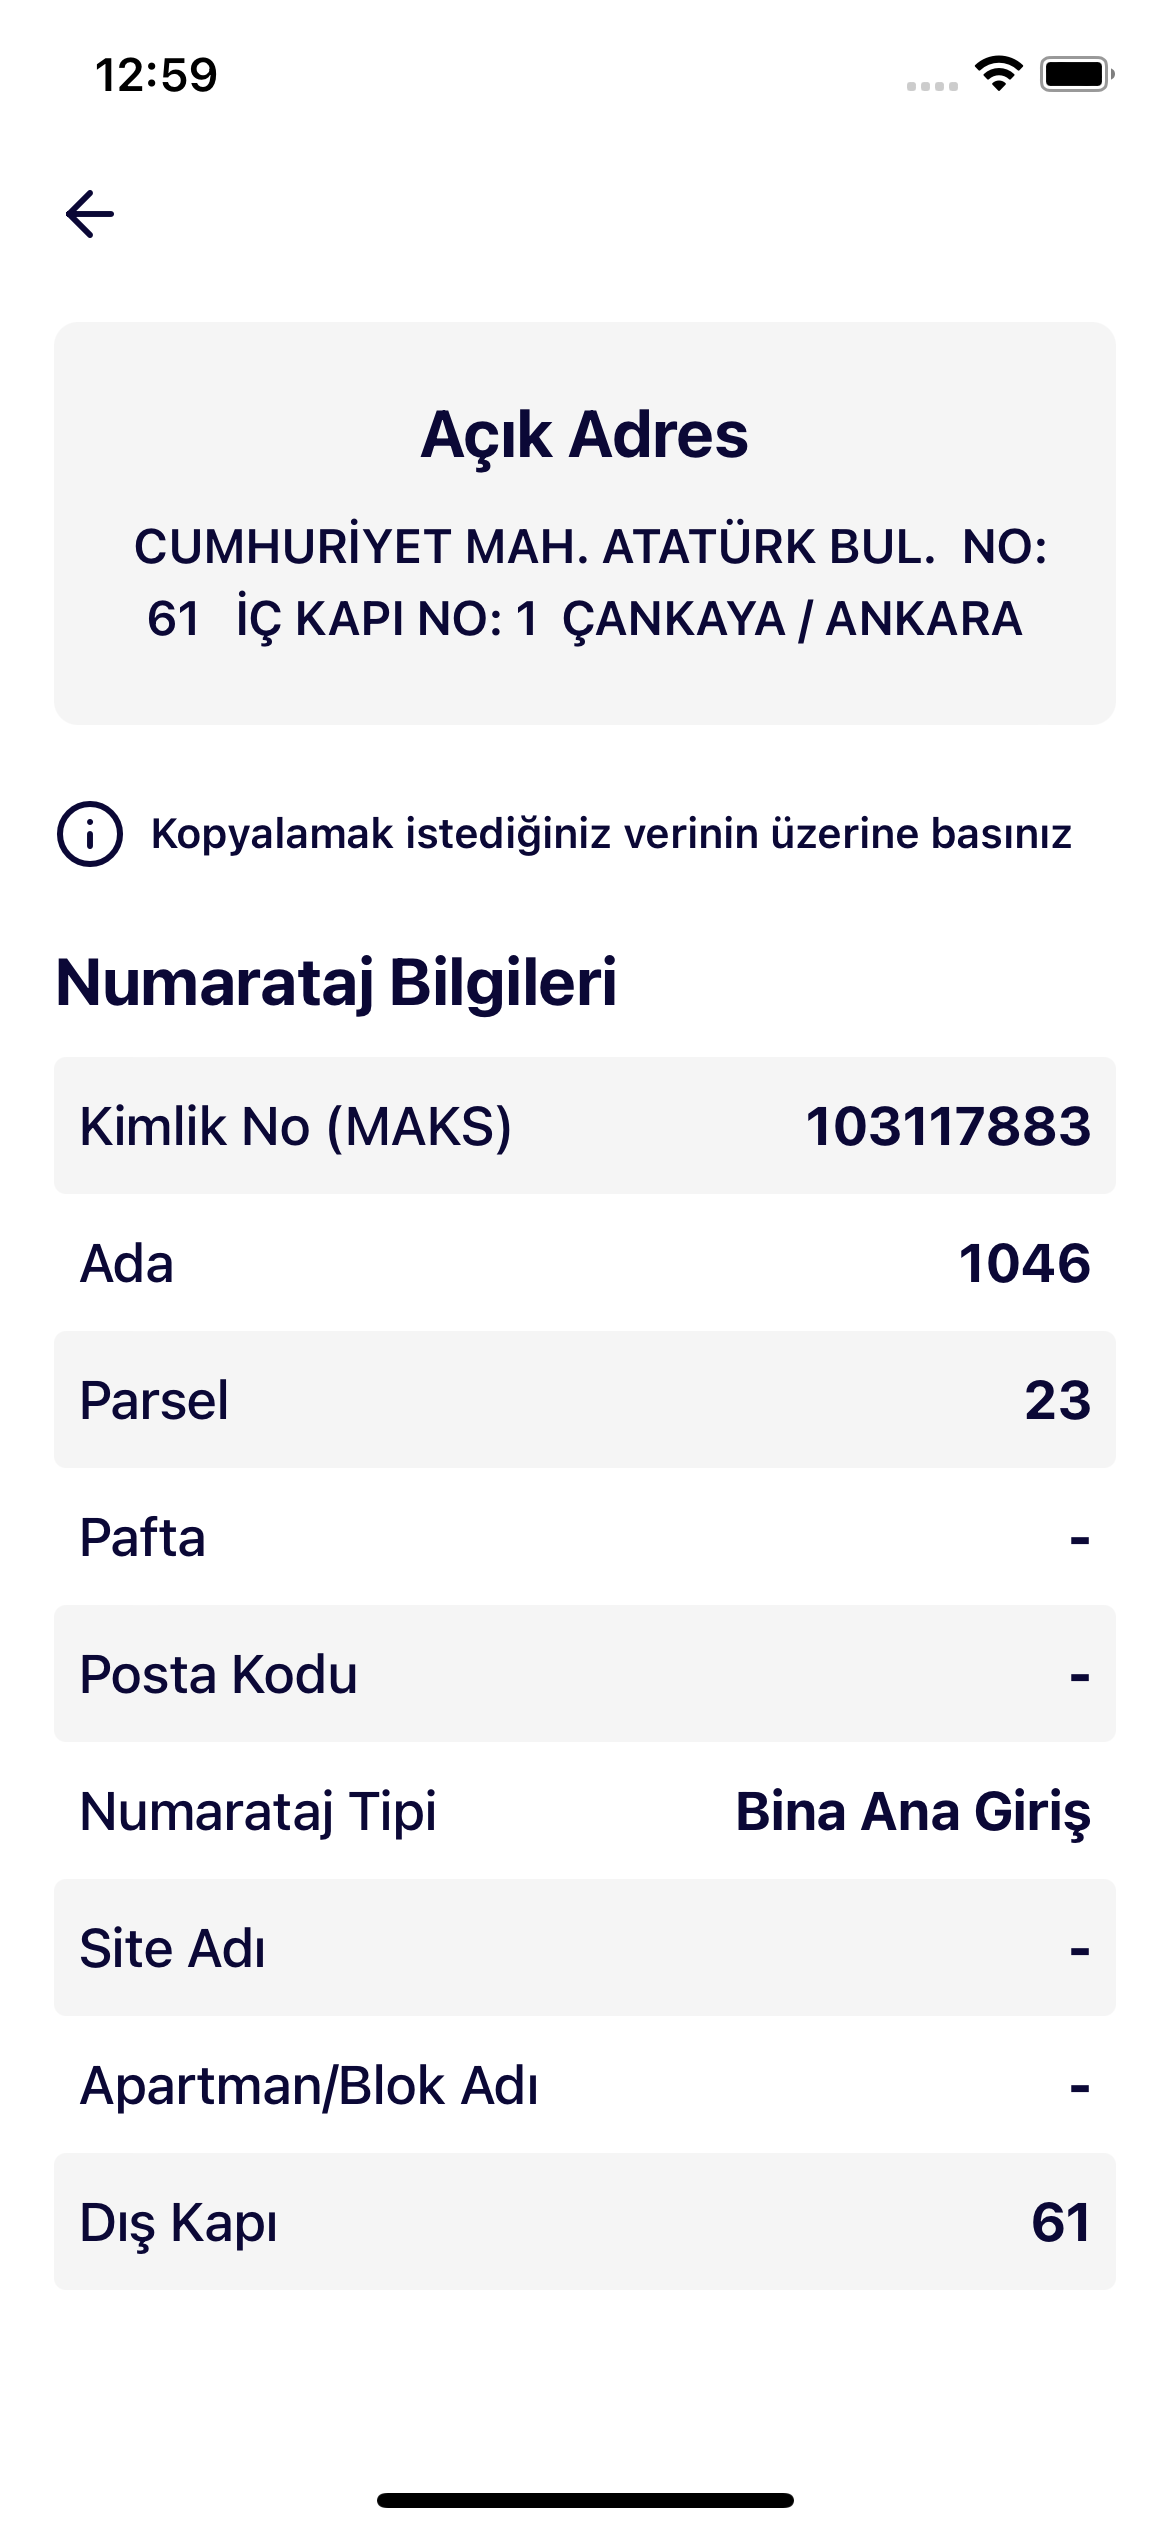 12:59
Açık Adres
CUMHURİYET MAH. ATATÜRK BUL.  NO:
61   İÇ KAPI NO: 1  ÇANKAYA / ANKARA
Kopyalamak istediğiniz verinin üzerine basınız
Numarataj Bilgileri
Kimlik No (MAKS) 103117883
Ada 1046
Parsel 23
Pafta -
Posta Kodu -
Numarataj Tipi Bina Ana Giriş
Site Adı -
Apartman/Blok Adı -
Dış Kapı 61